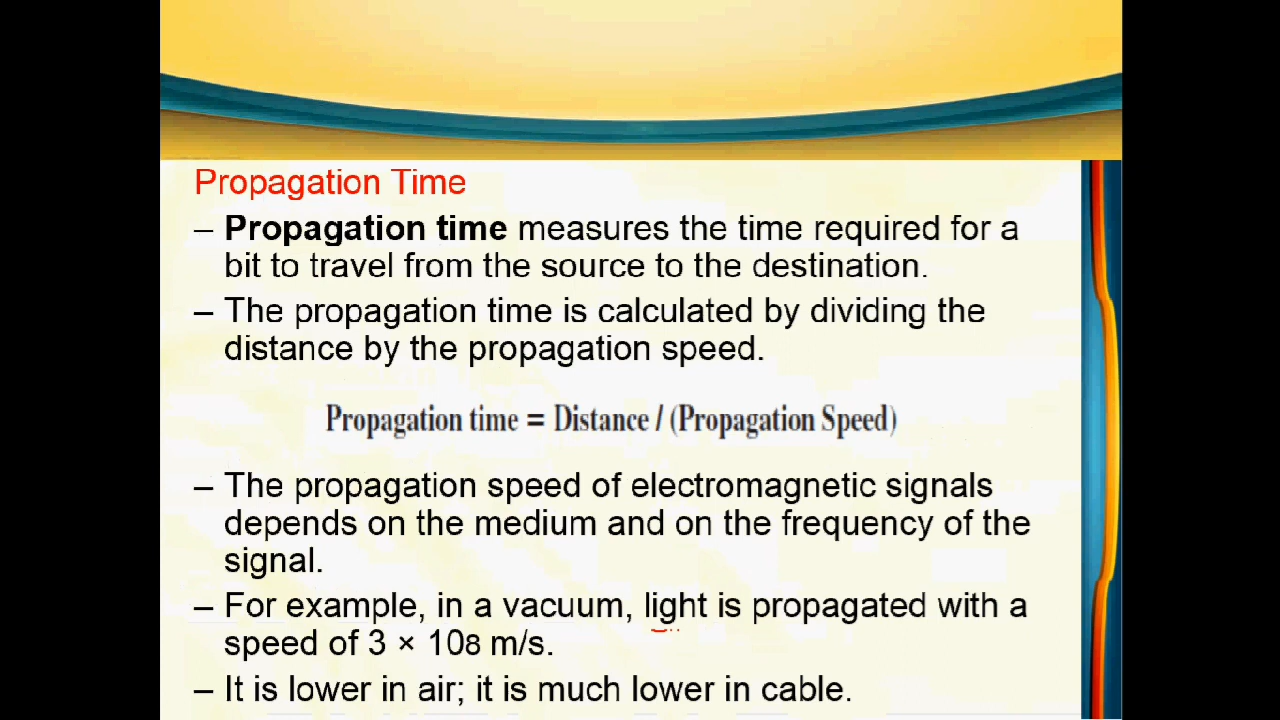 Propagation Time
– Propagation time measures the time required for a
bit to travel from the source to the destination.
– The propagation time is calculated by dividing the
distance by the propagation speed.
Propagation time = Distance / (Propagation Speed)
– The propagation speed of electromagnetic signals
depends on the medium and on the frequency of the
signal.
– For example, in a vacuum, light is propagated with a
speed of 3 × 108 m/s.
– It is lower in air; it is much lower in cable.